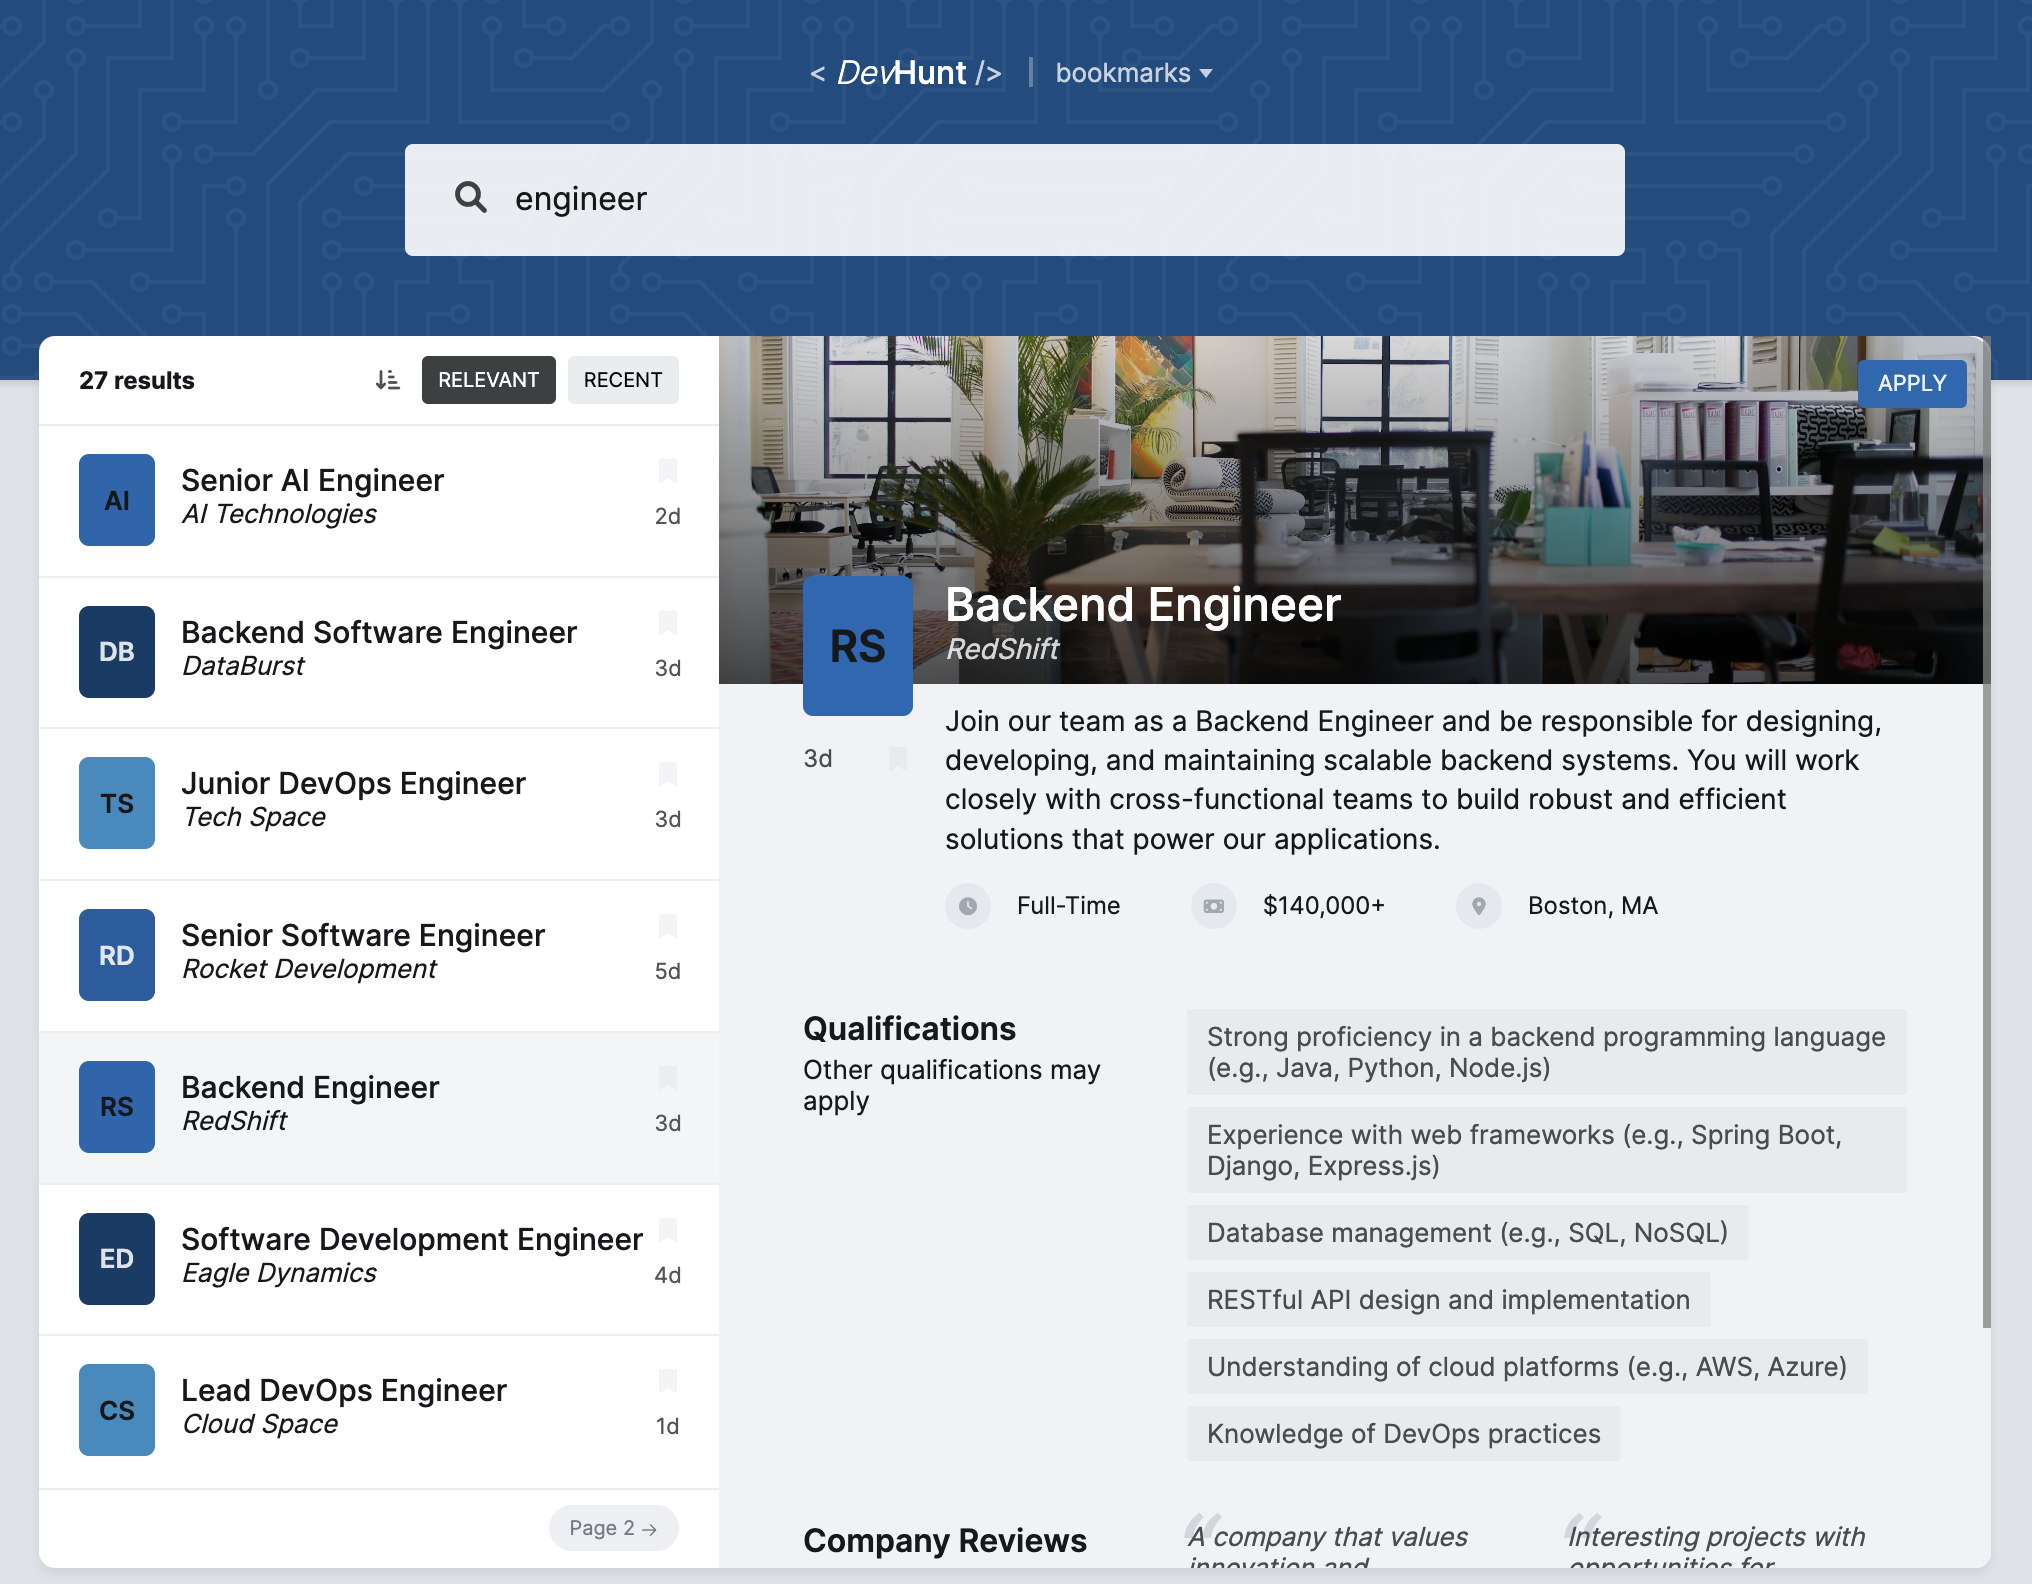 < DevHunt /> | bookmarks
engineer
27 results
RELEVANT
RECENT
AI
Senior AI Engineer
AI Technologies
2d
DB
Backend Software Engineer
DataBurst
3d
TS
Junior DevOps Engineer
Tech Space
3d
RD
Senior Software Engineer
Rocket Development
5d
RS
Backend Engineer
RedShift
3d
ED
Software Development Engineer
Eagle Dynamics
4d
CS
Lead DevOps Engineer
Cloud Space
1d
Page 2 →
APPLY
RS
Backend Engineer
RedShift
3d
Join our team as a Backend Engineer and be responsible for designing,
developing, and maintaining scalable backend systems. You will work
closely with cross-functional teams to build robust and efficient
solutions that power our applications.
Full-Time
$140,000+
Boston, MA
Qualifications
Other qualifications may
apply
Strong proficiency in a backend programming language
(e.g., Java, Python, Node.js)
Experience with web frameworks (e.g., Spring Boot,
Django, Express.js)
Database management (e.g., SQL, NoSQL)
RESTful API design and implementation
Understanding of cloud platforms (e.g., AWS, Azure)
Knowledge of DevOps practices
Company Reviews
“
A company that values
innovation and
“
Interesting projects with
opportunities for